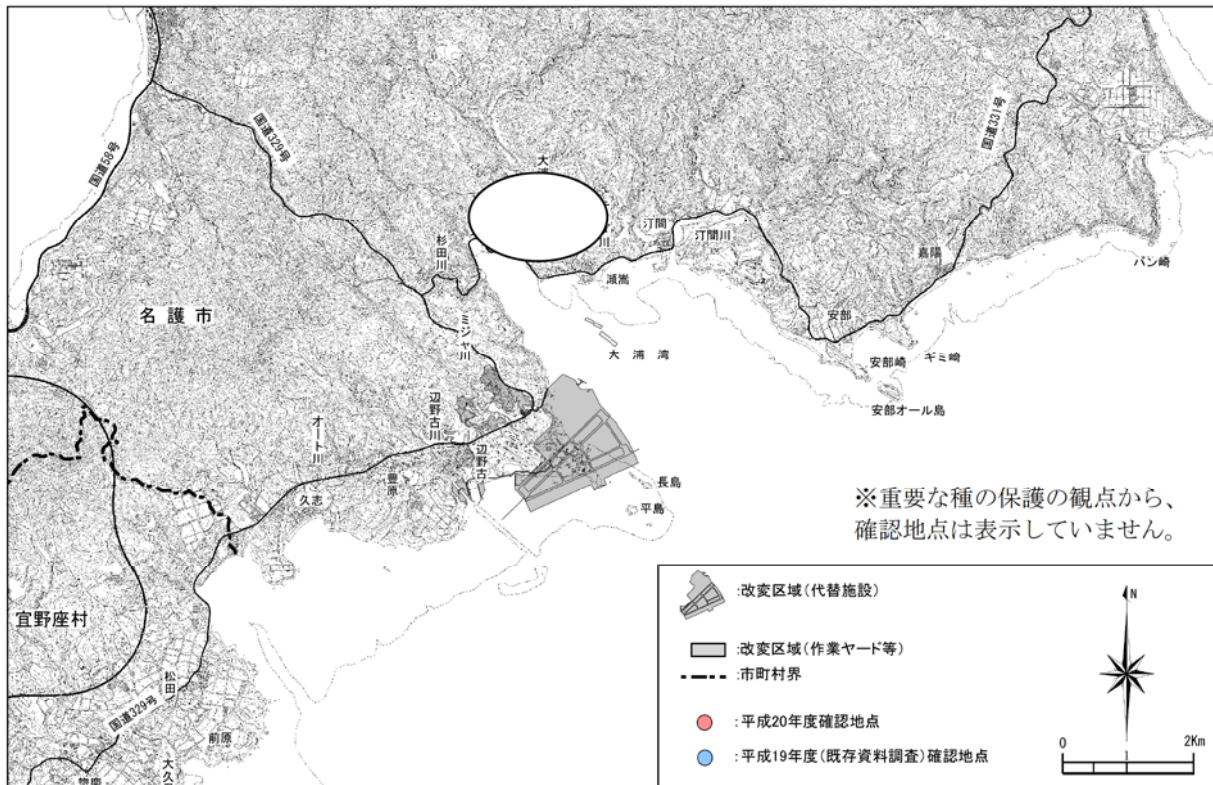 国道58号
国道329号
国道331号
大浦
川
杉田川
汀間
汀間川
瀬嵩
嘉陽
バン崎
名護市
ミジャ川
大浦湾
安部
安部崎
ギミ崎
安部オール島
辺野古川
オート川
辺野古
豊原
久志
長島
平島
※重要な種の保護の観点から、
確認地点は表示していません。
宜野座村
松田
国道329号
前原
大久
惣慶
:改変区域(代替施設)
:改変区域(作業ヤード等)
:市町村界
:平成20年度確認地点
:平成19年度(既存資料調査)確認地点
N
0
1
2Km